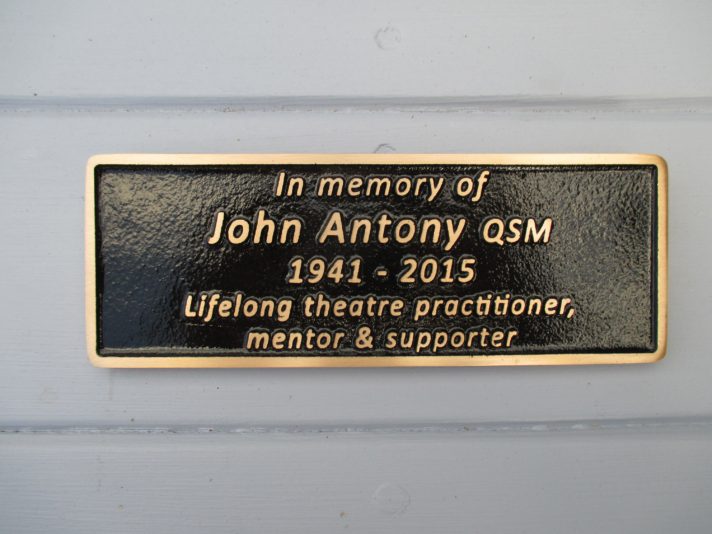 In memory of
John Antony QSM
1941 - 2015
Lifelong theatre practitioner,
mentor & supporter